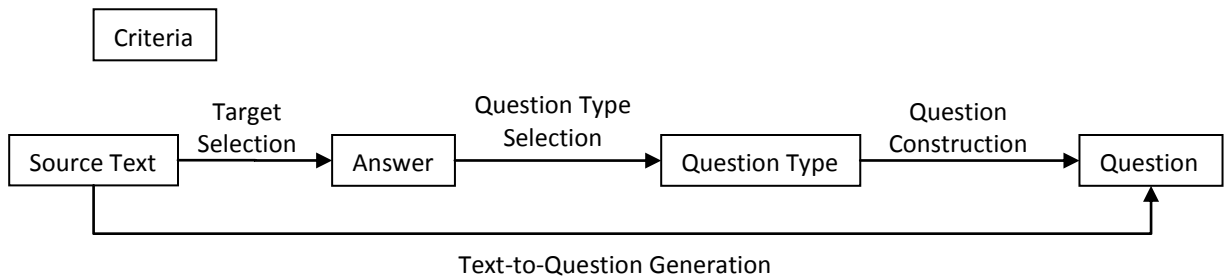 Criteria
Target
Selection
Question Type
Selection
Question
Construction
Source Text
Answer
Question Type
Question
Text-to-Question Generation